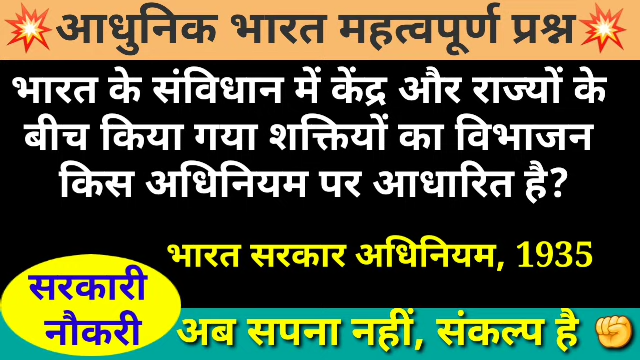 💥आधुनिक भारत महत्वपूर्ण प्रश्न💥
भारत के संविधान में केंद्र और राज्यों के
बीच किया गया शक्तियों का विभाजन
किस अधिनियम पर आधारित है?
भारत सरकार अधिनियम, 1935
सरकारी
नौकरी
अब सपना नहीं, संकल्प है ✊